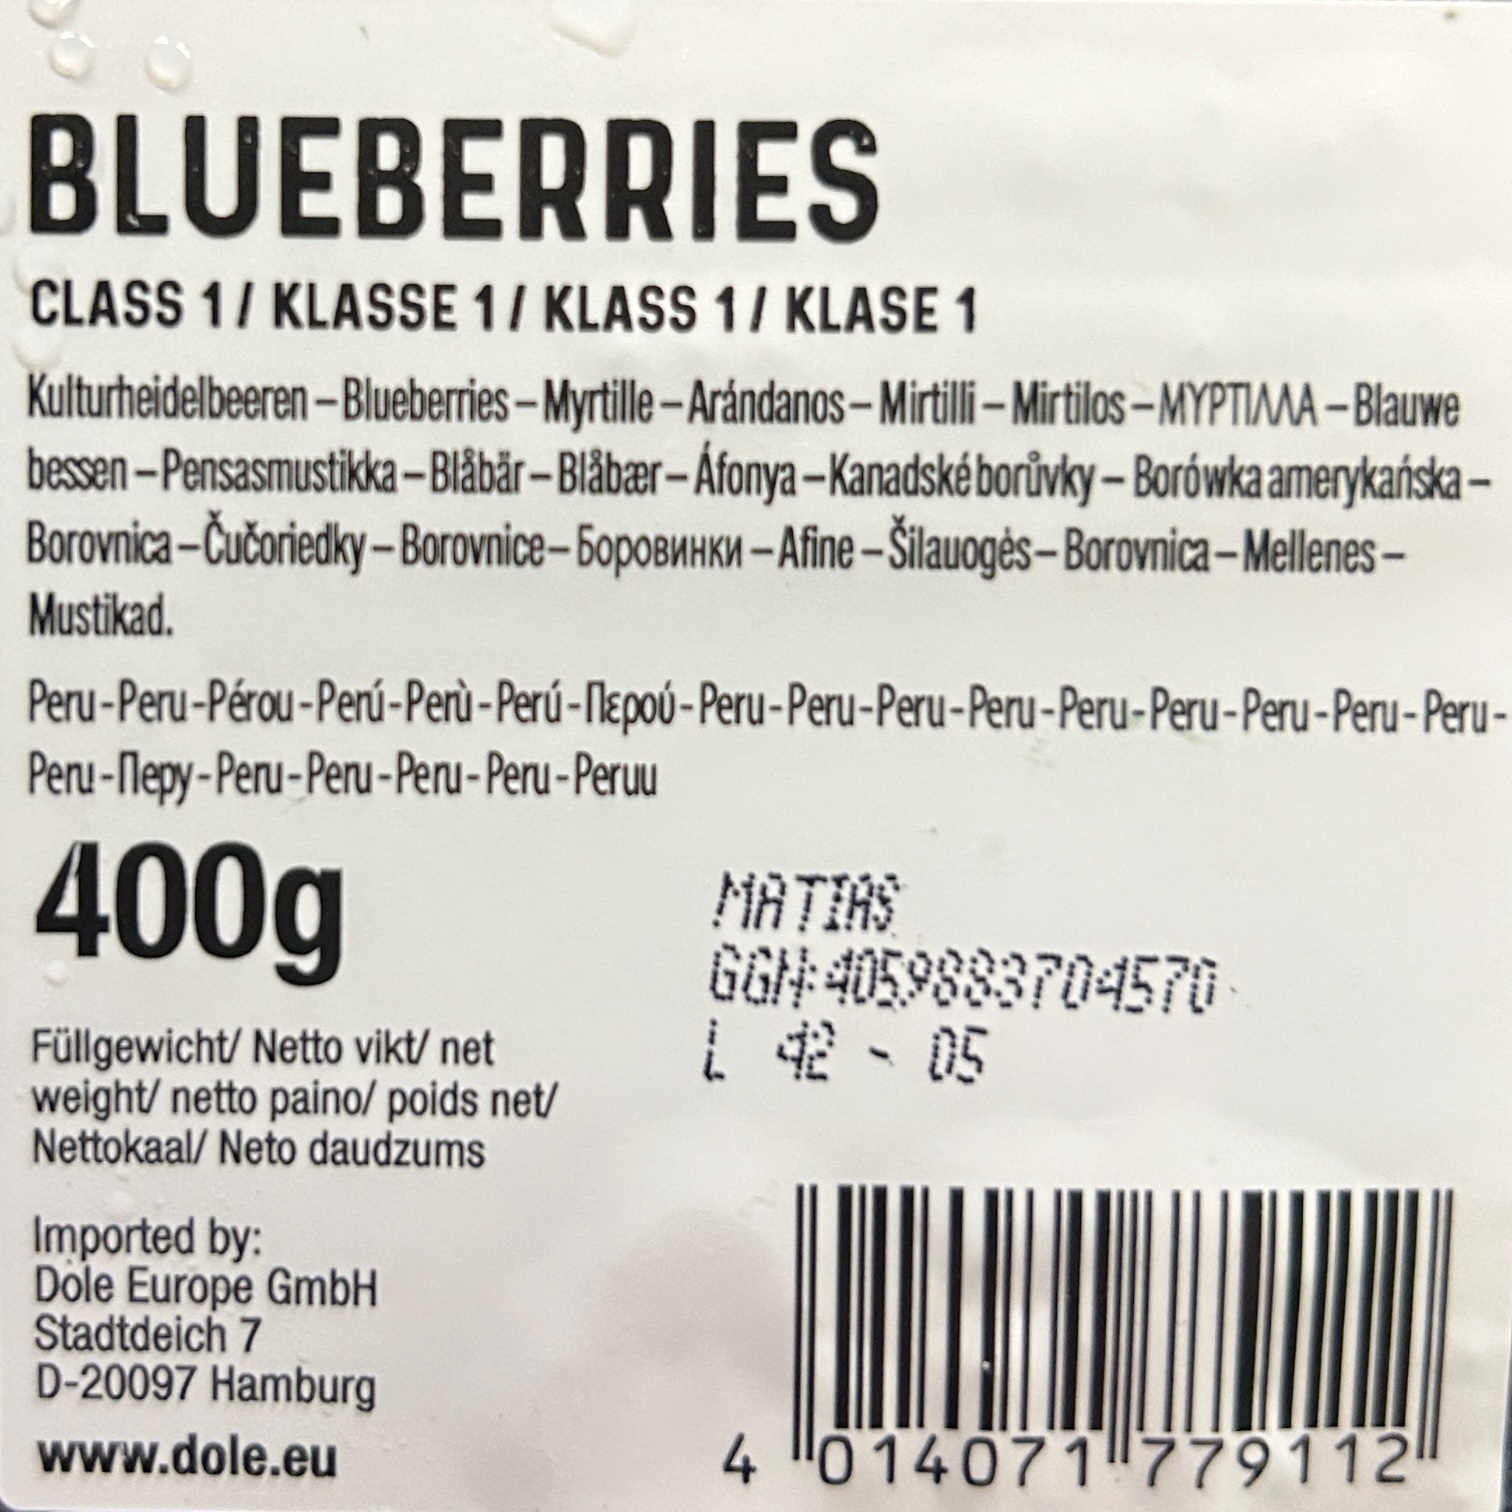 BLUEBERRIES
CLASS 1/ KLASSE 1/ KLASS 1/ KLASE 1
Kulturheidelbeeren – Blueberries – Myrtille – Arándanos – Mirtilli – Mirtilos – ΜΥΡΤΙΛΛΑ – Blauwe
bessen – Pensasmustikka – Blåbär – Blåbær – Áfonya – Kanadské borůvky – Borówka amerykańska –
Borovnica – Čučoriedky – Borovnice – Боровинки – Afine – Šilauogės – Borovnica – Mellenes –
Mustikad.
Peru - Peru - Pérou - Perú - Perù - Perú - Περού - Peru - Peru - Peru - Peru - Peru - Peru - Peru - Peru - Peru -
Peru - Перу - Peru - Peru - Peru - Peru - Peruu
400g
MATIAS
GGN:4059883704570
L 42 - 05
Füllgewicht/ Netto vikt/ net
weight/ netto paino/ poids net/
Nettokaal/ Neto daudzums
Imported by:
Dole Europe GmbH
Stadtdeich 7
D-20097 Hamburg
www.dole.eu
4 014071 779112